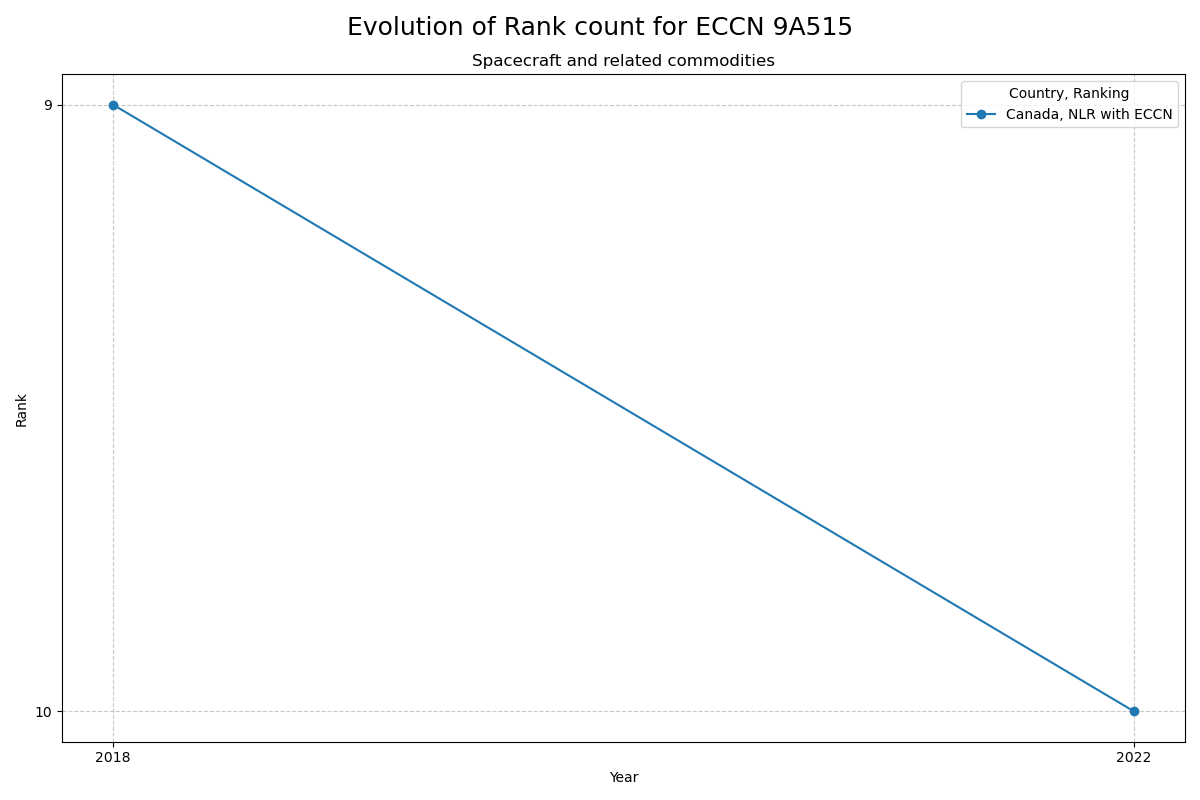 Evolution of Rank count for ECCN 9A515
Spacecraft and related commodities
Country, Ranking
Canada, NLR with ECCN
9
Rank
10
2018
2022
Year